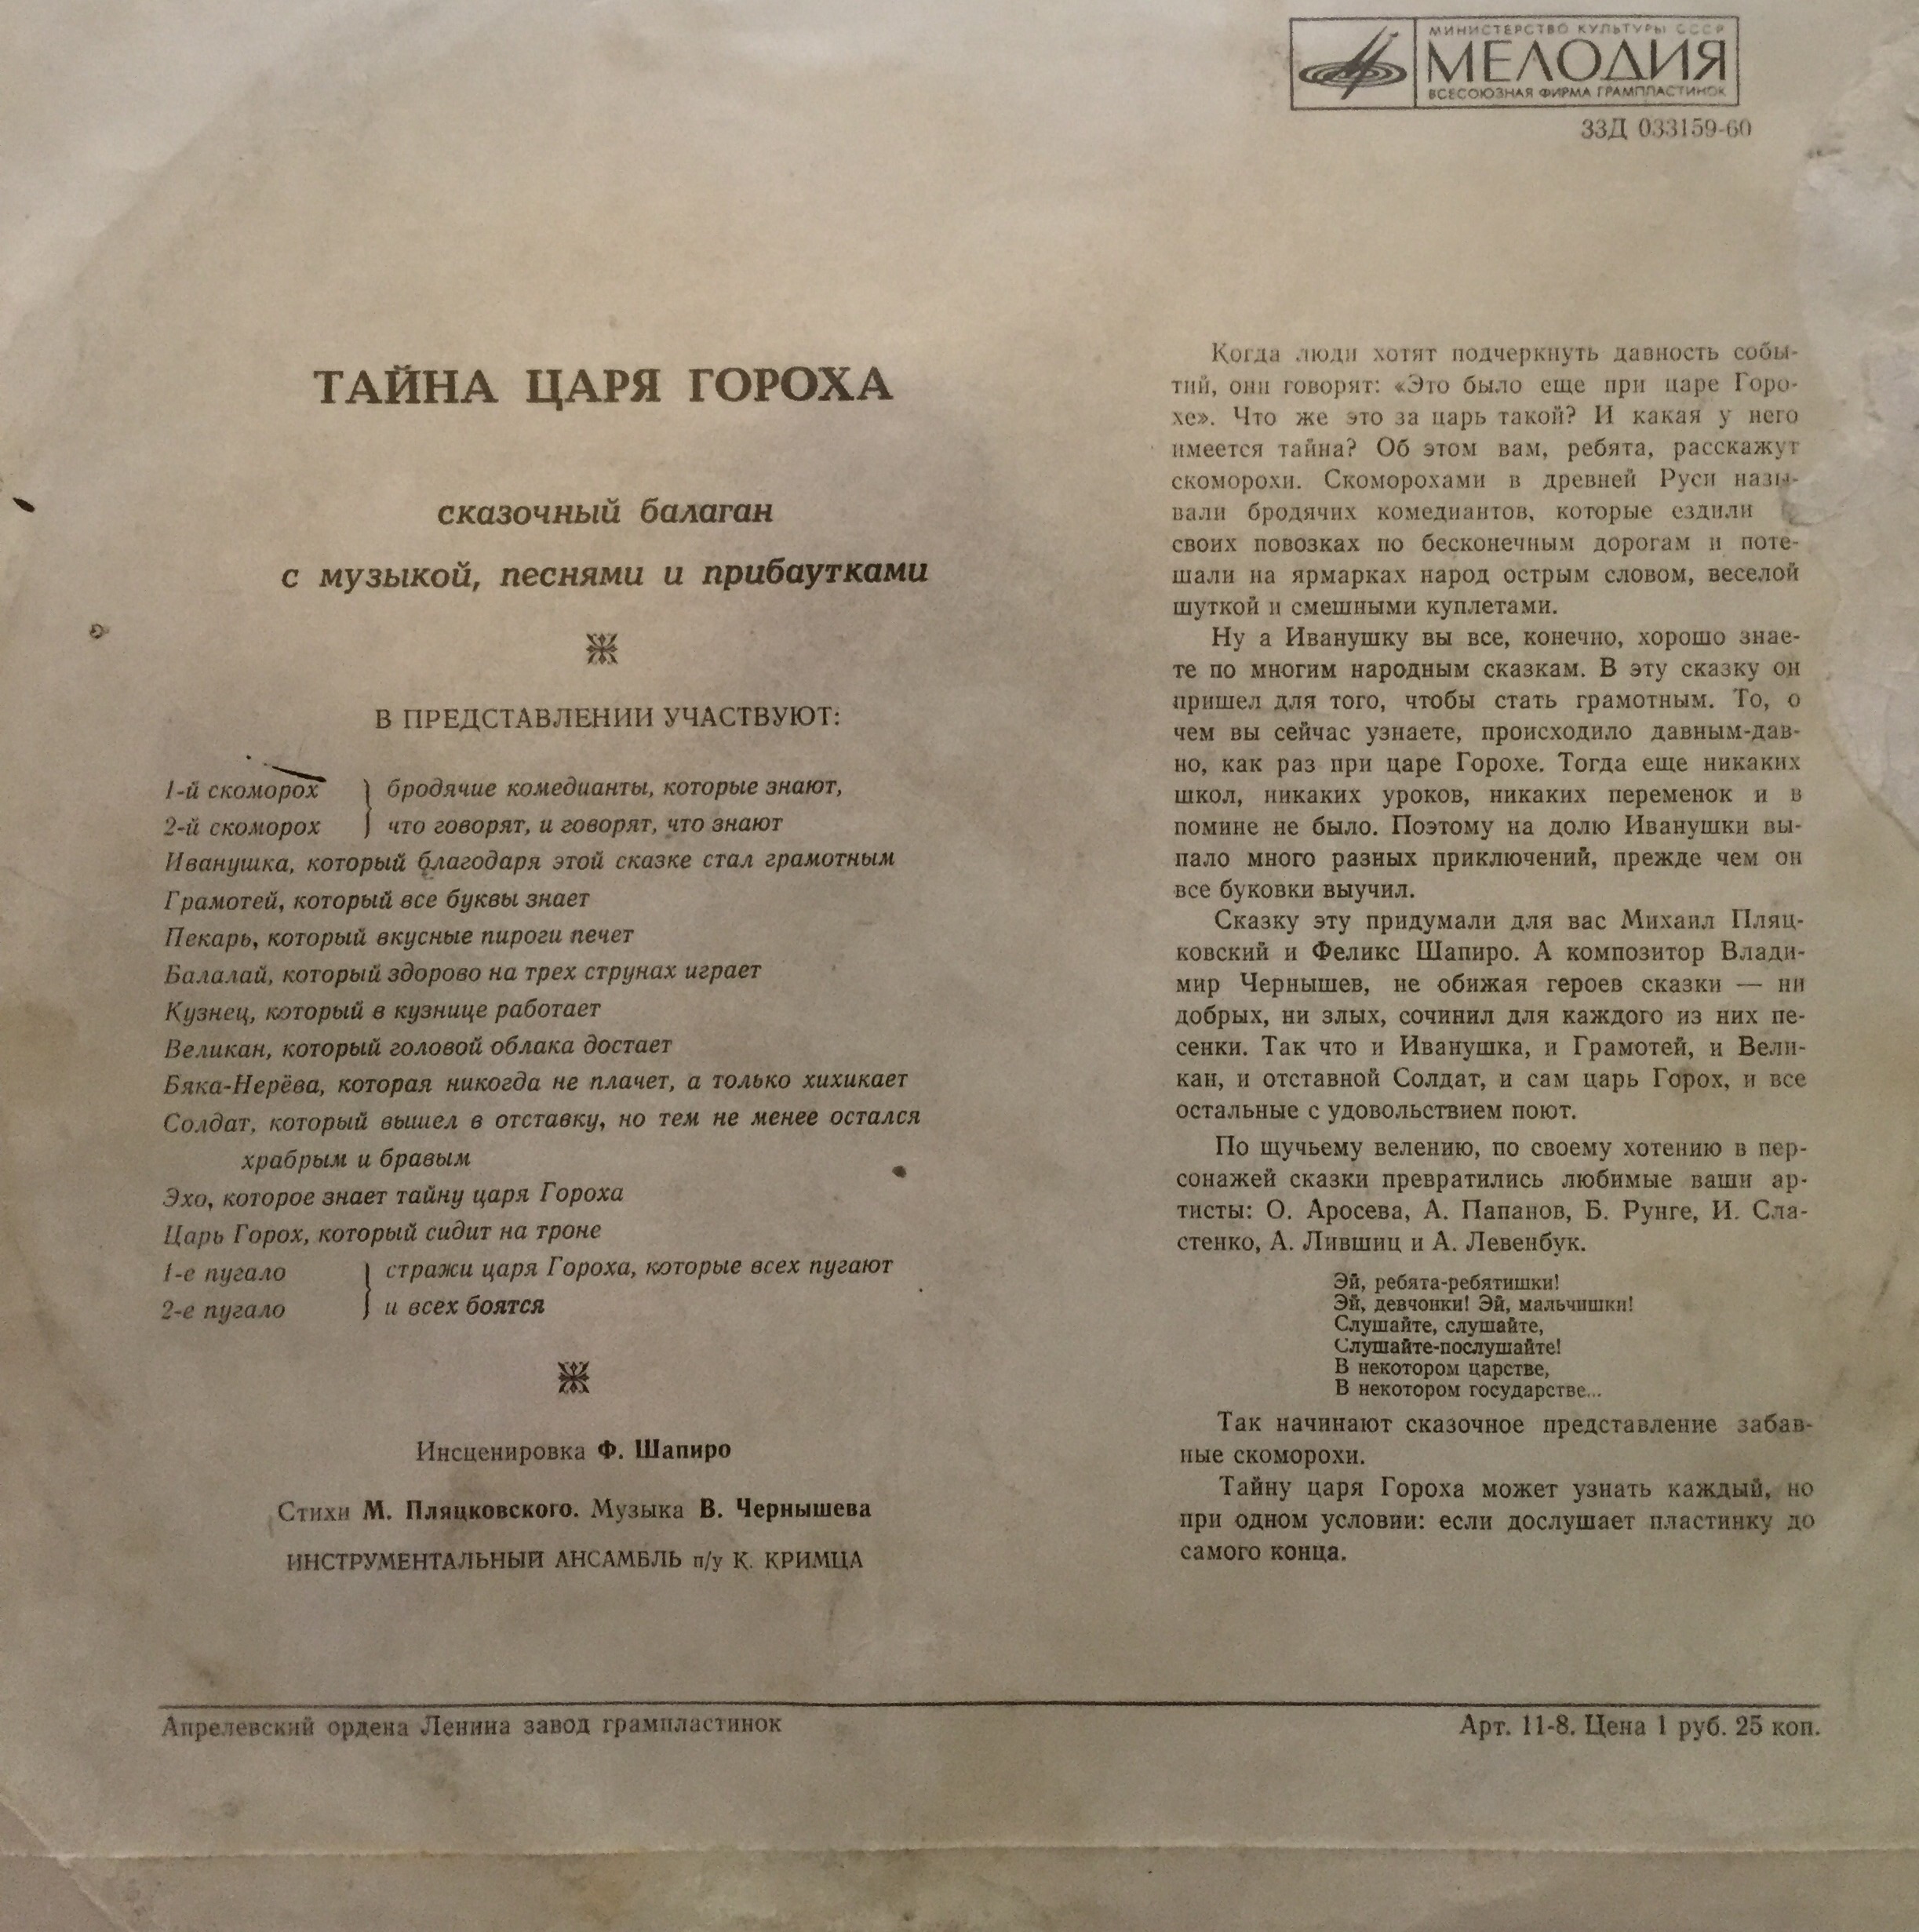 МИНИСТЕРСТВО КУЛЬТУРЫ СССР
МЕЛОДИЯ
ВСЕСОЮЗНАЯ ФИРМА ГРАМПЛАСТИНОК
33Д 033159-60
ТАЙНА ЦАРЯ ГОРОХА
сказочный балаган
с музыкой, песнями и прибаутками
В ПРЕДСТАВЛЕНИИ УЧАСТВУЮТ:
1-й скоморох } бродячие комедианты, которые знают,
2-й скоморох } что говорят, и говорят, что знают
Иванушка, который благодаря этой сказке стал грамотным
Грамотей, который все буквы знает
Пекарь, который вкусные пироги печет
Балалай, который здорово на трех струнах играет
Кузнец, который в кузнице работает
Великан, который головой облака достает
Бяка-Нерёва, которая никогда не плачет, а только хихикает
Солдат, который вышел в отставку, но тем не менее остался
храбрым и бравым
Эхо, которое знает тайну царя Гороха
Царь Горох, который сидит на троне
1-е пугало } стражи царя Гороха, которые всех пугают
2-е пугало } и всех боятся
Инсценировка Ф. Шапиро
Стихи М. Пляцковского. Музыка В. Чернышева
ИНСТРУМЕНТАЛЬНЫЙ АНСАМБЛЬ п/у К. КРИМЦА
Когда люди хотят подчеркнуть давность собы-
тий, они говорят: «Это было еще при царе Горо-
хе». Что же это за царь такой? И какая у него
имеется тайна? Об этом вам, ребята, расскажут
скоморохи. Скоморохами в древней Руси назы-
вали бродячих комедиантов, которые ездили
своих повозках по бесконечным дорогам и поте-
шали на ярмарках народ острым словом, веселой
шуткой и смешными куплетами.
Ну а Иванушку вы все, конечно, хорошо знае-
те по многим народным сказкам. В эту сказку он
пришел для того, чтобы стать грамотным. То, о
чем вы сейчас узнаете, происходило давным-дав-
но, как раз при царе Горохе. Тогда еще никаких
школ, никаких уроков, никаких переменок и в
помине не было. Поэтому на долю Иванушки вы-
пало много разных приключений, прежде чем он
все буковки выучил.
Сказку эту придумали для вас Михаил Пляц-
ковский и Феликс Шапиро. А композитор Влади-
мир Чернышев, не обижая героев сказки — ни
добрых, ни злых, сочинил для каждого из них пе-
сенки. Так что и Иванушка, и Грамотей, и Вели-
кан, и отставной Солдат, и сам царь Горох, и все
остальные с удовольствием поют.
По щучьему велению, по своему хотению в пер-
сонажей сказки превратились любимые ваши ар-
тисты: О. Аросева, А. Папанов, Б. Рунге, И. Сла-
стенко, А. Лившиц и А. Левенбук.
Эй, ребята-ребятишки!
Эй, девчонки! Эй, мальчишки!
Слушайте, слушайте,
Слушайте-послушайте!
В некотором царстве,
В некотором государстве...
Так начинают сказочное представление забав-
ные скоморохи.
Тайну царя Гороха может узнать каждый, но
при одном условии: если дослушает пластинку до
самого конца.
Апрелевский ордена Ленина завод грампластинок
Арт. 11-8. Цена 1 руб. 25 коп.